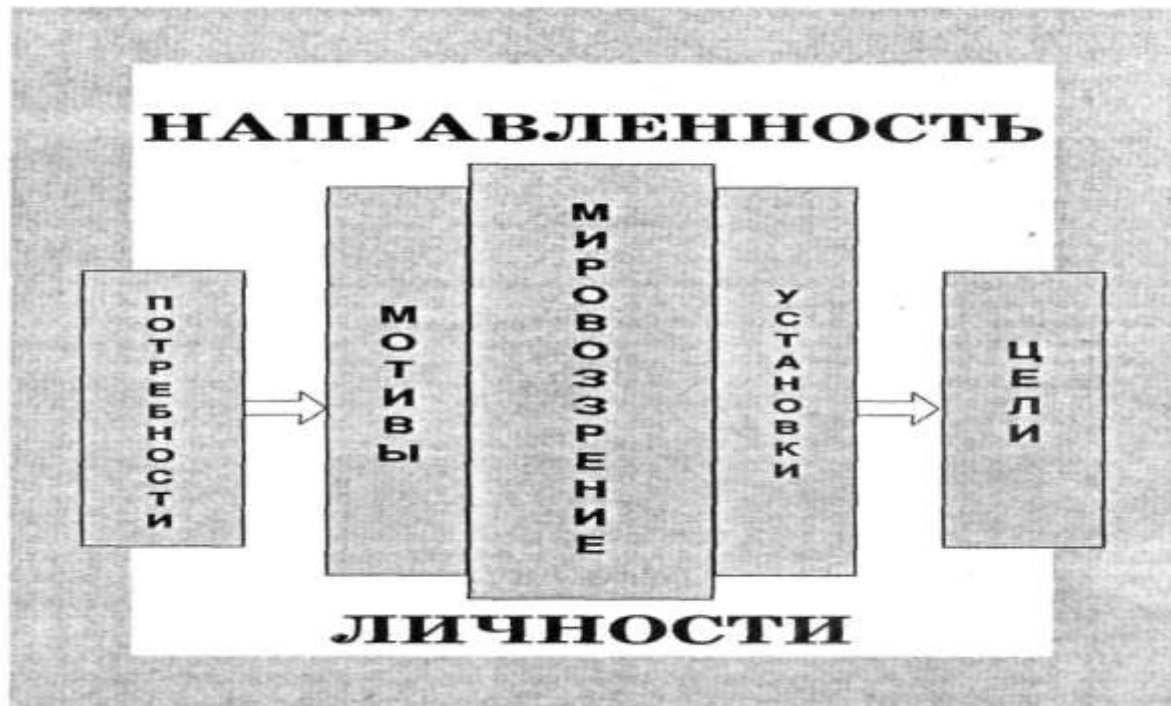 НАПРАВЛЕННОСТЬ
ПОТРЕБНОСТИ
МОТИВЫ
МИРОВОЗЗРЕНИЕ
УСТАНОВКИ
ЦЕЛИ
ЛИЧНОСТИ